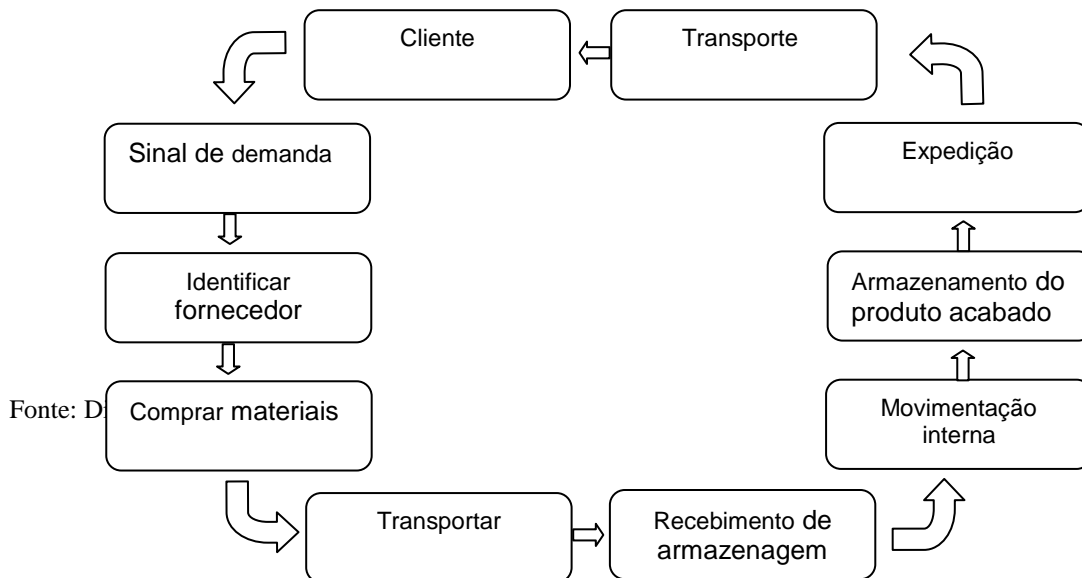 Cliente
Transporte
Sinal de demanda
Expedição
Identificar
fornecedor
Armazenamento do
produto acabado
Fonte:
Comprar materiais
Movimentação
interna
Transportar
Recebimento de
armazenagem